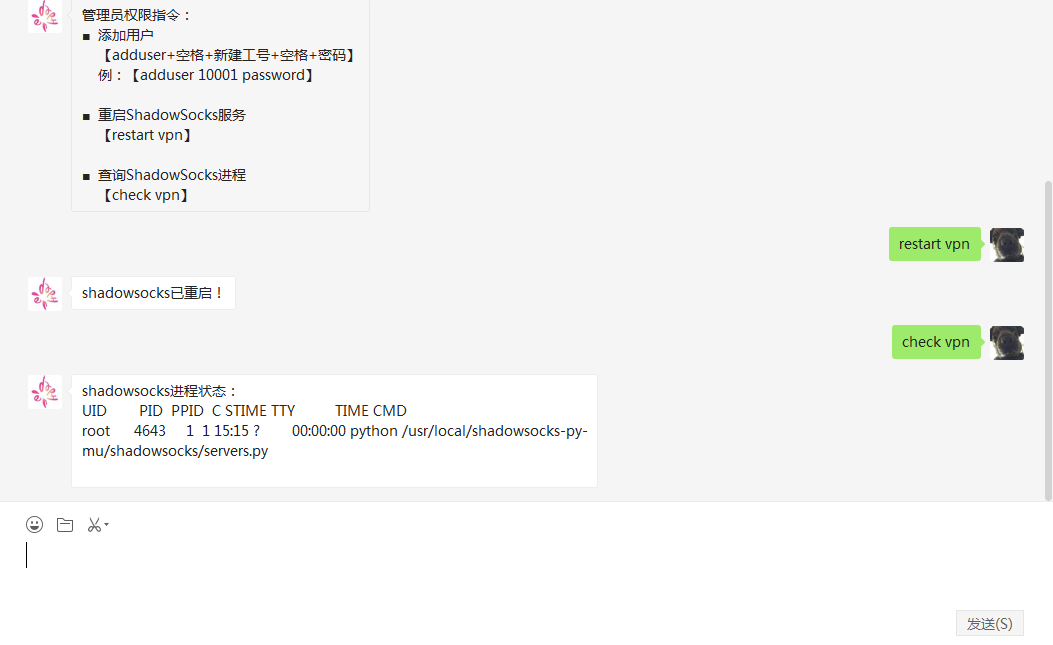 管理员权限指令：
▪ 添加用户
【adduser+空格+新建工号+空格+密码】
例：【adduser 10001 password】
▪ 重启ShadowSocks服务
【restart vpn】
▪ 查询ShadowSocks进程
【check vpn】
restart vpn
shadowsocks已重启！
check vpn
shadowsocks进程状态：
UID PID PPID C STIME TTY TIME CMD
root 4643 1 1 15:15 ? 00:00:00 python /usr/local/shadowsocks-py-
mu/shadowsocks/servers.py
发送(S)